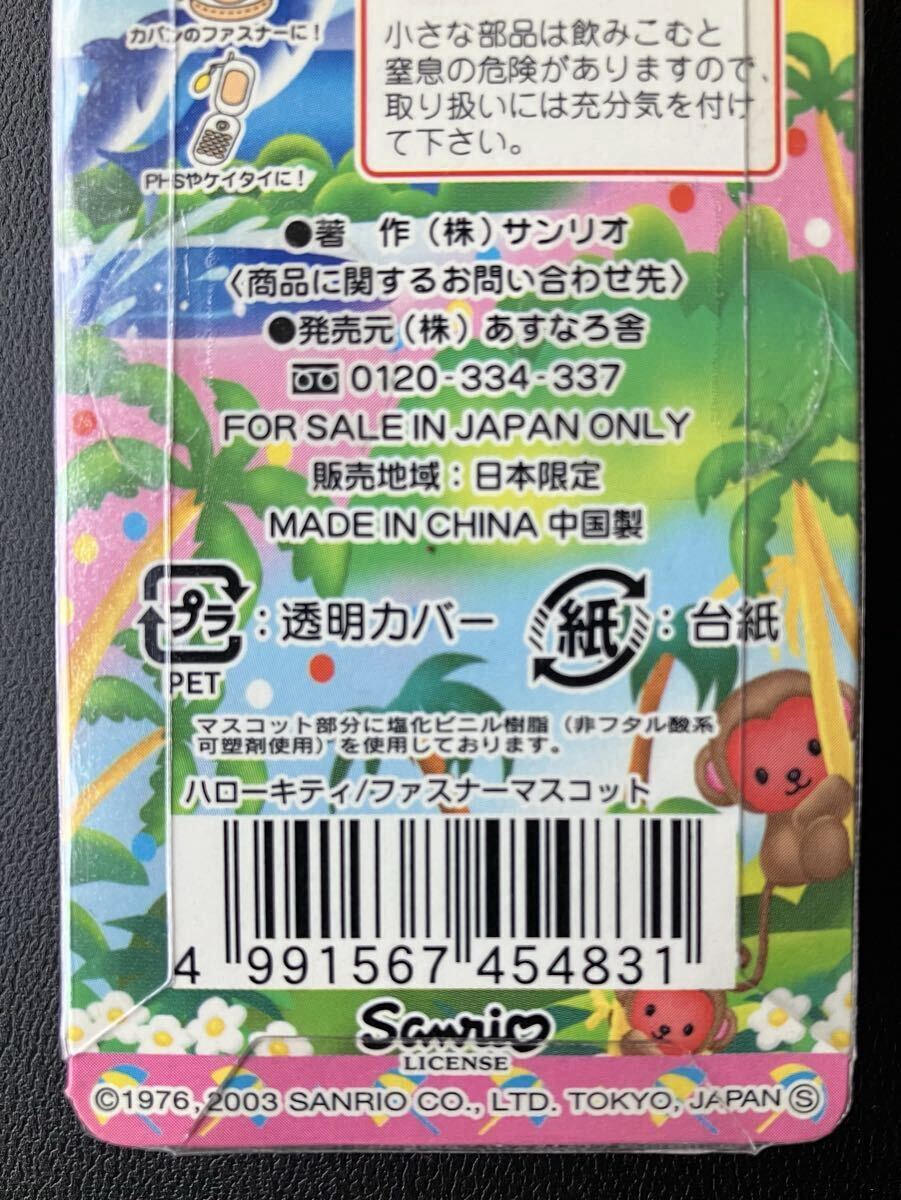 カバンのファスナーに！
PHSやケイタイに！
小さな部品は飲みこむと
窒息の危険がありますので、
取り扱いには充分気を付け
て下さい。
●著　作（株）サンリオ
〈商品に関するお問い合わせ先〉
●発売元（株）あすなろ舎
0120-334-337
FOR SALE IN JAPAN ONLY
販売地域：日本限定
MADE IN CHINA 中国製
プラ：透明カバー
PET
紙：台紙
マスコット部分に塩化ビニル樹脂（非フタル酸系
可塑剤使用）を使用しております。
ハローキティ/ファスナーマスコット
4 991567 454831
Sanrio
LICENSE
©1976, 2003 SANRIO CO., LTD. TOKYO, JAPAN Ⓢ